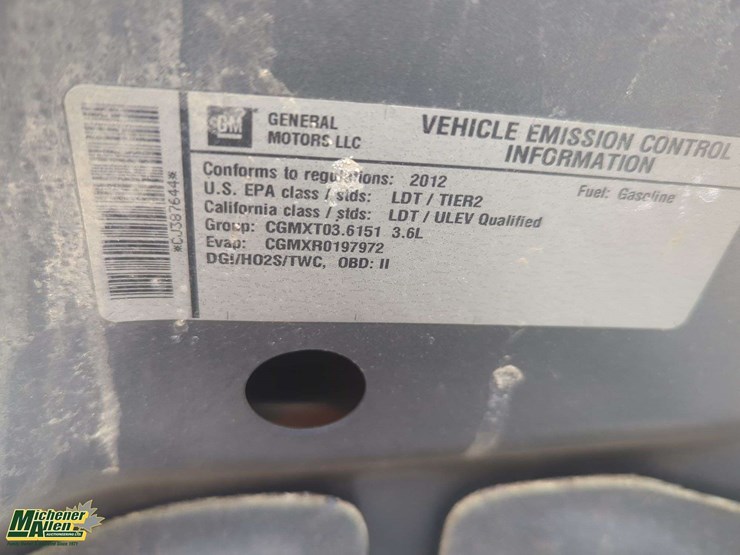 *CJ387644*
GM
GENERAL
MOTORS LLC
VEHICLE EMISSION CONTROL
INFORMATION
Conforms to regulations: 2012
Fuel: Gasoline
U.S. EPA class / stds: LDT / TIER2
California class / stds: LDT / ULEV Qualified
Group: CGMXT03.6151 3.6L
Evap: CGMXR0197972
DGI/HO2S/TWC, OBD: II
Michener
Allen
AUCTIONEERING LTD.